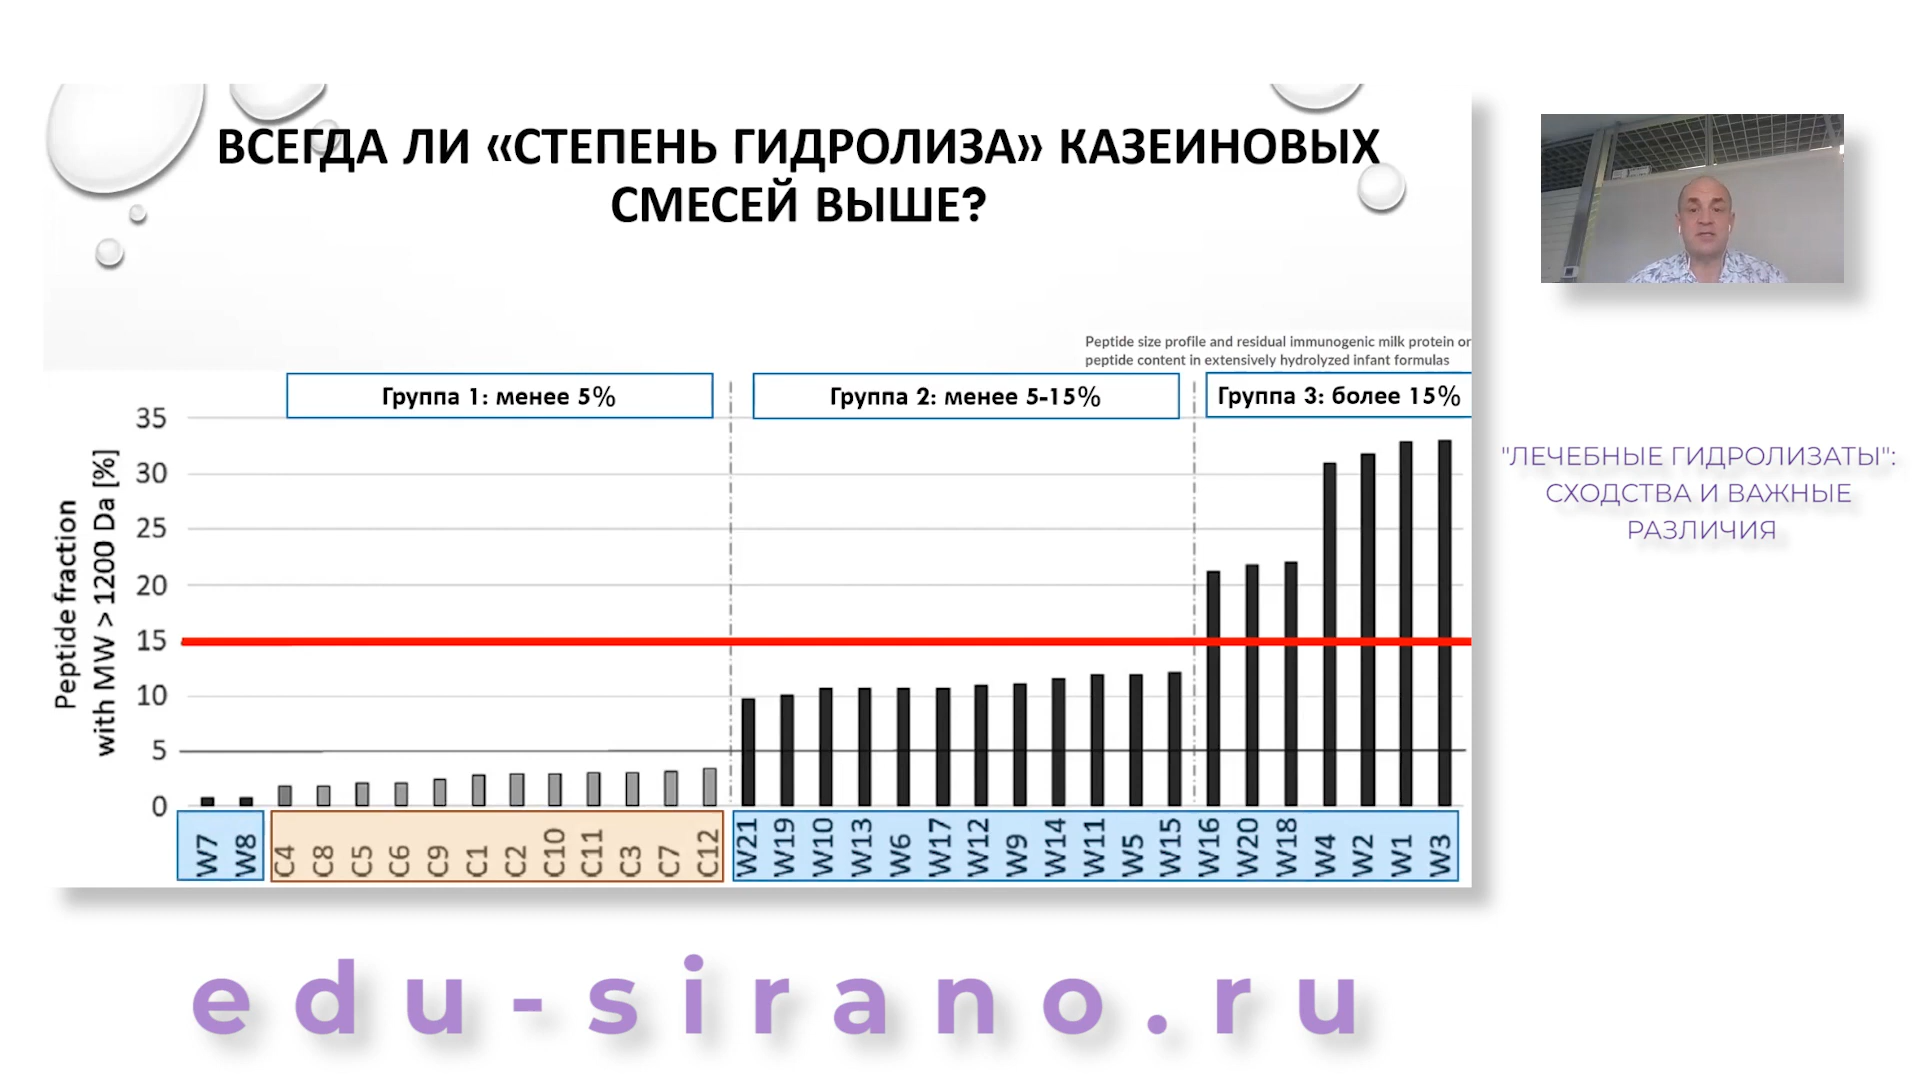 ВСЕГДА ЛИ «СТЕПЕНЬ ГИДРОЛИЗА» КАЗЕИНОВЫХ
СМЕСЕЙ ВЫШЕ?
Peptide size profile and residual immunogenic milk protein or
peptide content in extensively hydrolyzed infant formulas
Группа 1: менее 5%
Группа 2: менее 5-15%
Группа 3: более 15%
Peptide fraction
with MW > 1200 Da [%]
35
30
25
20
15
10
5
0
W7
W8
C4
C8
C5
C6
C9
C1
C2
C10
C11
C3
C7
C12
W21
W19
W10
W13
W6
W17
W12
W9
W14
W11
W5
W15
W16
W20
W18
W4
W2
W1
W3
"ЛЕЧЕБНЫЕ ГИДРОЛИЗАТЫ":
СХОДСТВА И ВАЖНЫЕ
РАЗЛИЧИЯ
edu-sirano.ru